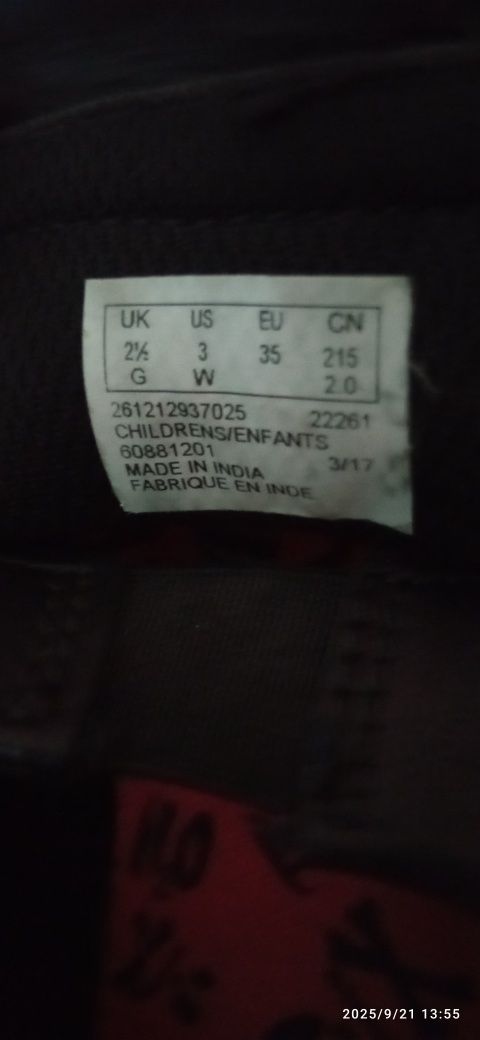 UK US EU CN
2½ 3 35 215
G W 2.0
261212937025 22261
CHILDRENS/ENFANTS
60881201 3/17
MADE IN INDIA
FABRIQUE EN INDE
2025/9/21 13:55